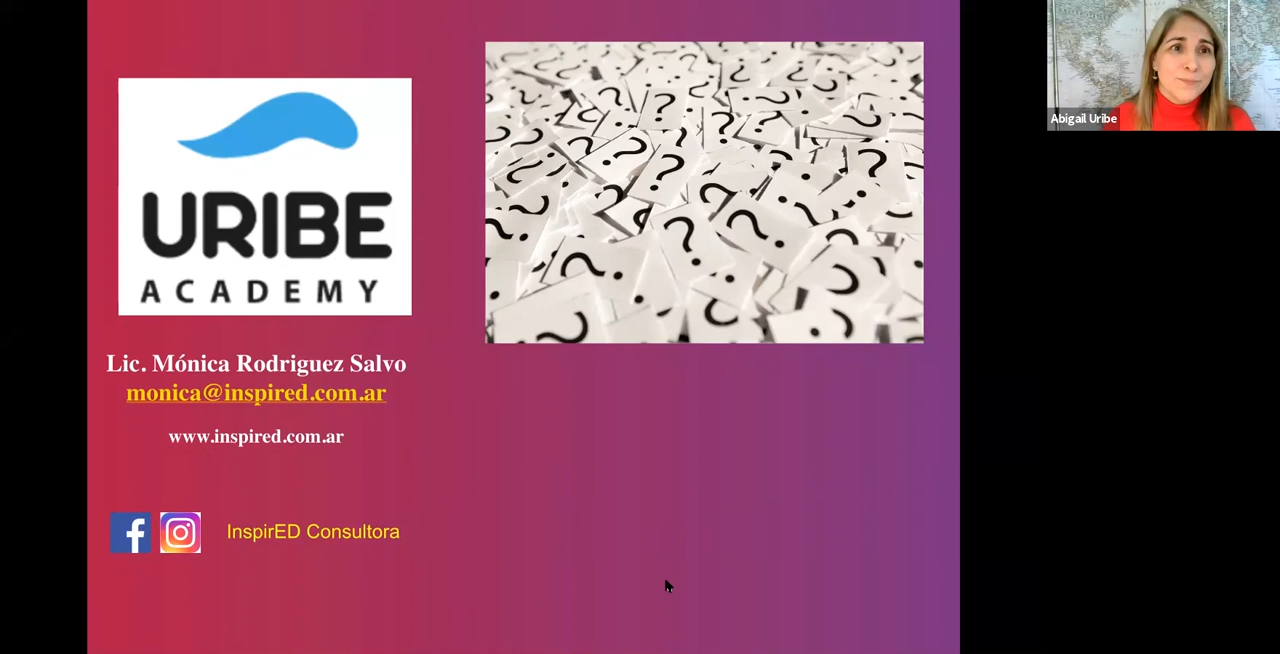 URIBE
ACADEMY
Lic. Mónica Rodriguez Salvo
monica@inspired.com.ar
www.inspired.com.ar
InspirED Consultora
Abigail Uribe